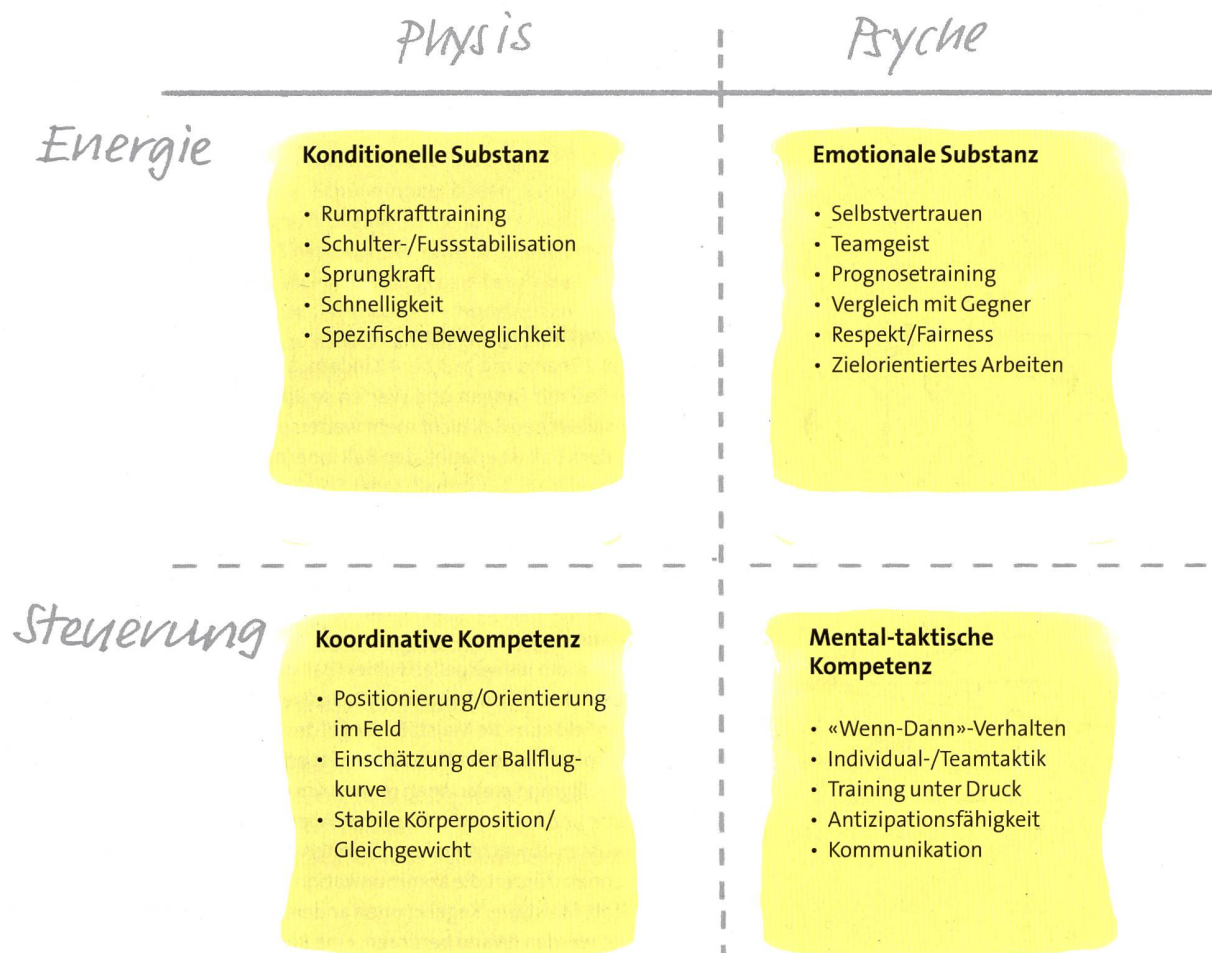 Physis
Psyche
Energie
Konditionelle Substanz
• Rumpfkrafttraining
• Schulter-/Fussstabilisation
• Sprungkraft
• Schnelligkeit
• Spezifische Beweglichkeit
Emotionale Substanz
• Selbstvertrauen
• Teamgeist
• Prognosetraining
• Vergleich mit Gegner
• Respekt/Fairness
• Zielorientiertes Arbeiten
Steuerung
Koordinative Kompetenz
• Positionierung/Orientierung
im Feld
• Einschätzung der Ballflug-
kurve
• Stabile Körperposition/
Gleichgewicht
Mental-taktische
Kompetenz
• «Wenn-Dann»-Verhalten
• Individual-/Teamtaktik
• Training unter Druck
• Antizipationsfähigkeit
• Kommunikation